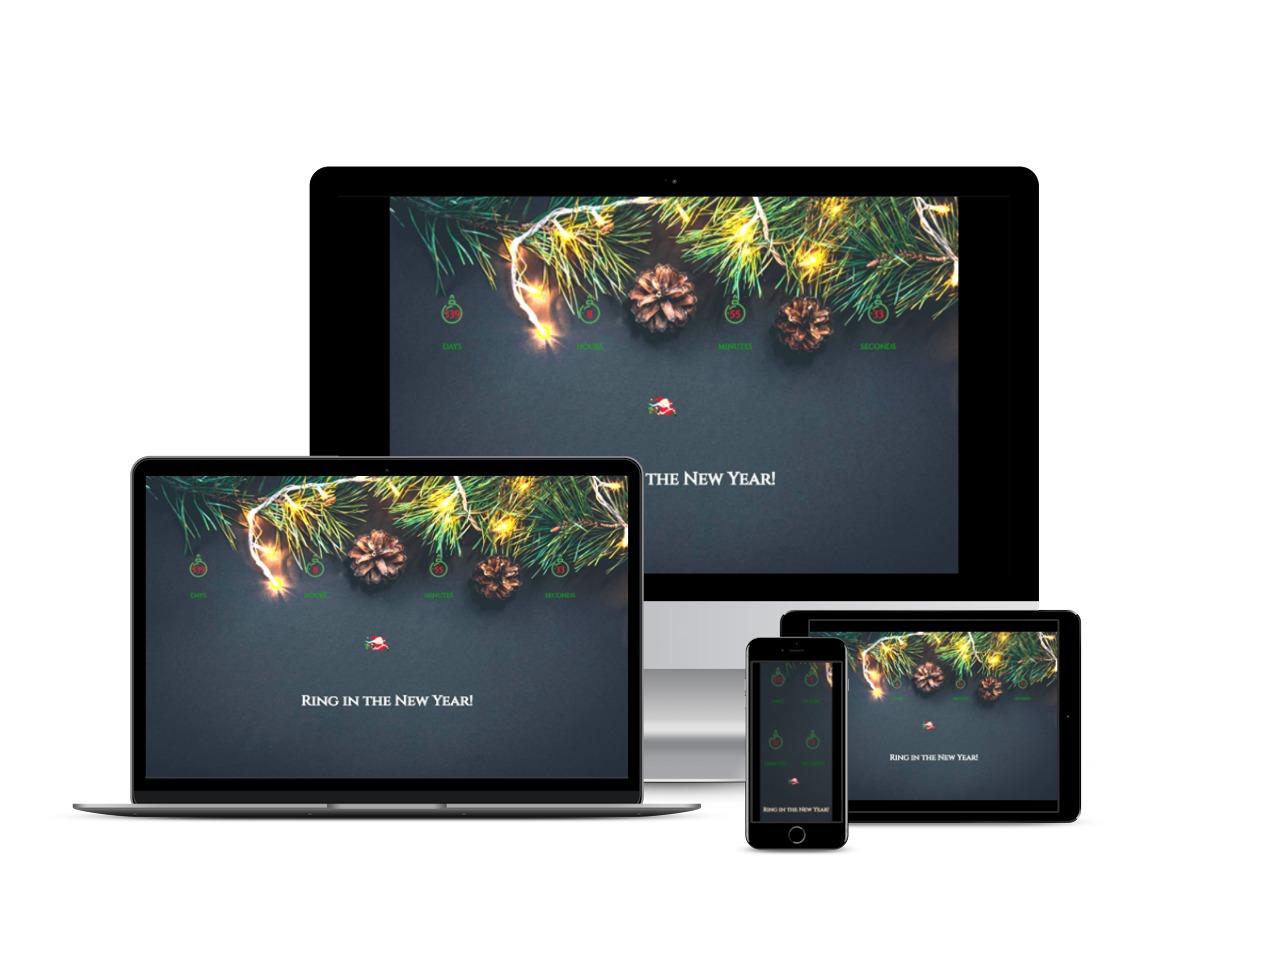 339 8 55 33
DAYS HOURS MINUTES SECONDS
THE NEW YEAR!
339 8 55 33
DAYS HOURS MINUTES SECONDS
RING IN THE NEW YEAR!
RING IN THE NEW YEAR!
RING IN THE NEW YEAR!